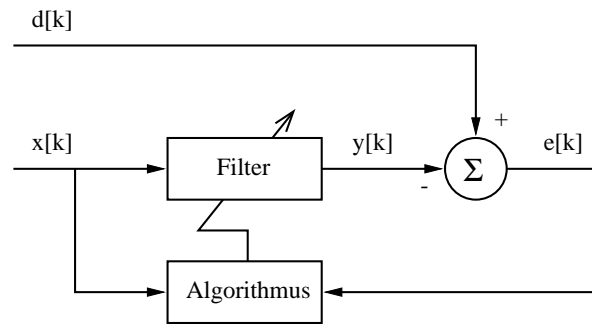 d[k]
+
x[k]
Filter
y[k]
-
Σ
e[k]
Algorithmus